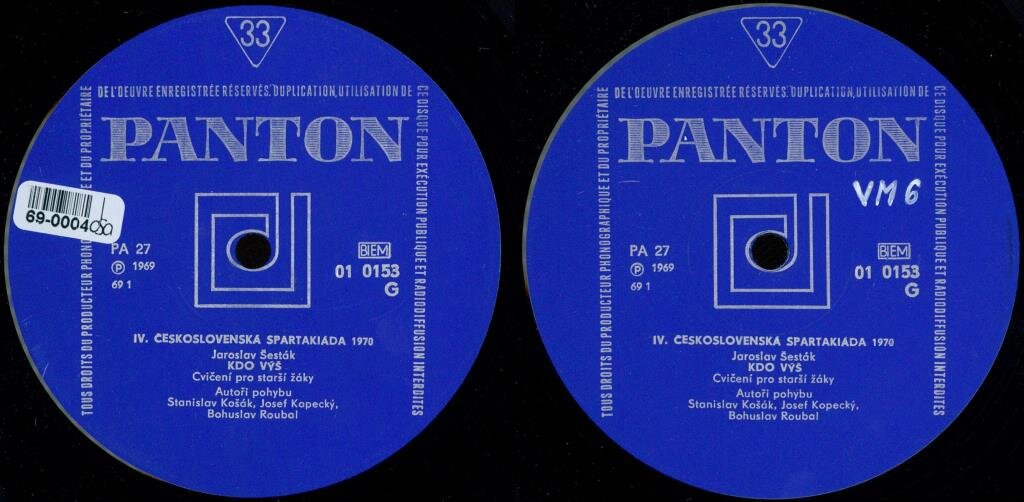 33
DE L'OEUVRE ENREGISTRÉE RÉSERVÉS. DUPLICATION, UTILISATION DE
CE DISQUE POUR EXÉCUTION PUBLIQUE ET RADIODIFFUSION INTERDITES
TOUS DROITS DU PRODUCTEUR PHONO E ET DU PROPRIÉTAIRE
PANTON
69-0004
PA 27
Ⓟ 1969
69 1
BIEM
01 0153
G
IV. ČESKOSLOVENSKÁ SPARTAKIÁDA 1970
Jaroslav Šesták
KDO VÝŠ
Cvičení pro starší žáky
Autoři pohybu
Stanislav Košák, Josef Kopecký,
Bohuslav Roubal
33
TOUS DROITS DU PRODUCTEUR PHONOGRAPHIQUE ET DU PROPRIÉTAIRE
DE L'OEUVRE ENREGISTRÉE RÉSERVÉS. DUPLICATION, UTILISATION DE
CE DISQUE POUR EXÉCUTION PUBLIQUE ET RADIODIFFUSION INTERDITES
PANTON
VM 6
PA 27
Ⓟ 1969
69 1
BIEM
01 0153
G
IV. ČESKOSLOVENSKÁ SPARTAKIÁDA 1970
Jaroslav Šesták
KDO VÝŠ
Cvičení pro starší žáky
Autoři pohybu
Stanislav Košák, Josef Kopecký,
Bohuslav Roubal